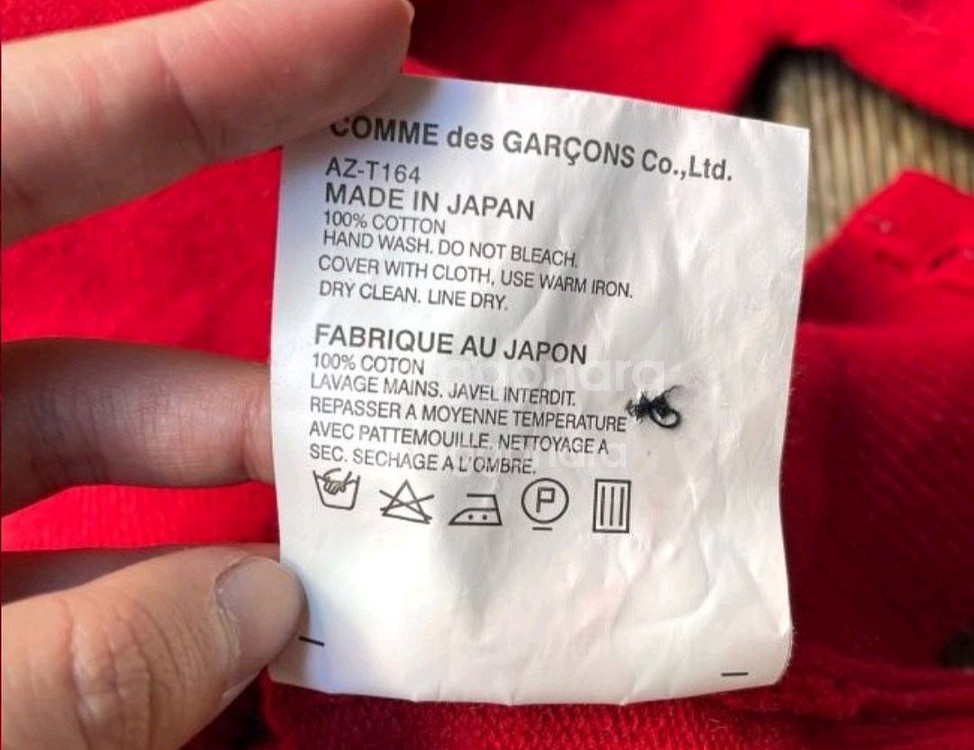 COMME des GARÇONS Co.,Ltd.
AZ-T164
MADE IN JAPAN
100% COTTON
HAND WASH. DO NOT BLEACH.
COVER WITH CLOTH, USE WARM IRON.
DRY CLEAN. LINE DRY.
FABRIQUE AU JAPON
100% COTON
LAVAGE MAINS. JAVEL INTERDIT.
REPASSER A MOYENNE TEMPERATURE
AVEC PATTEMOUILLE. NETTOYAGE A
SEC. SECHAGE A L'OMBRE.
P